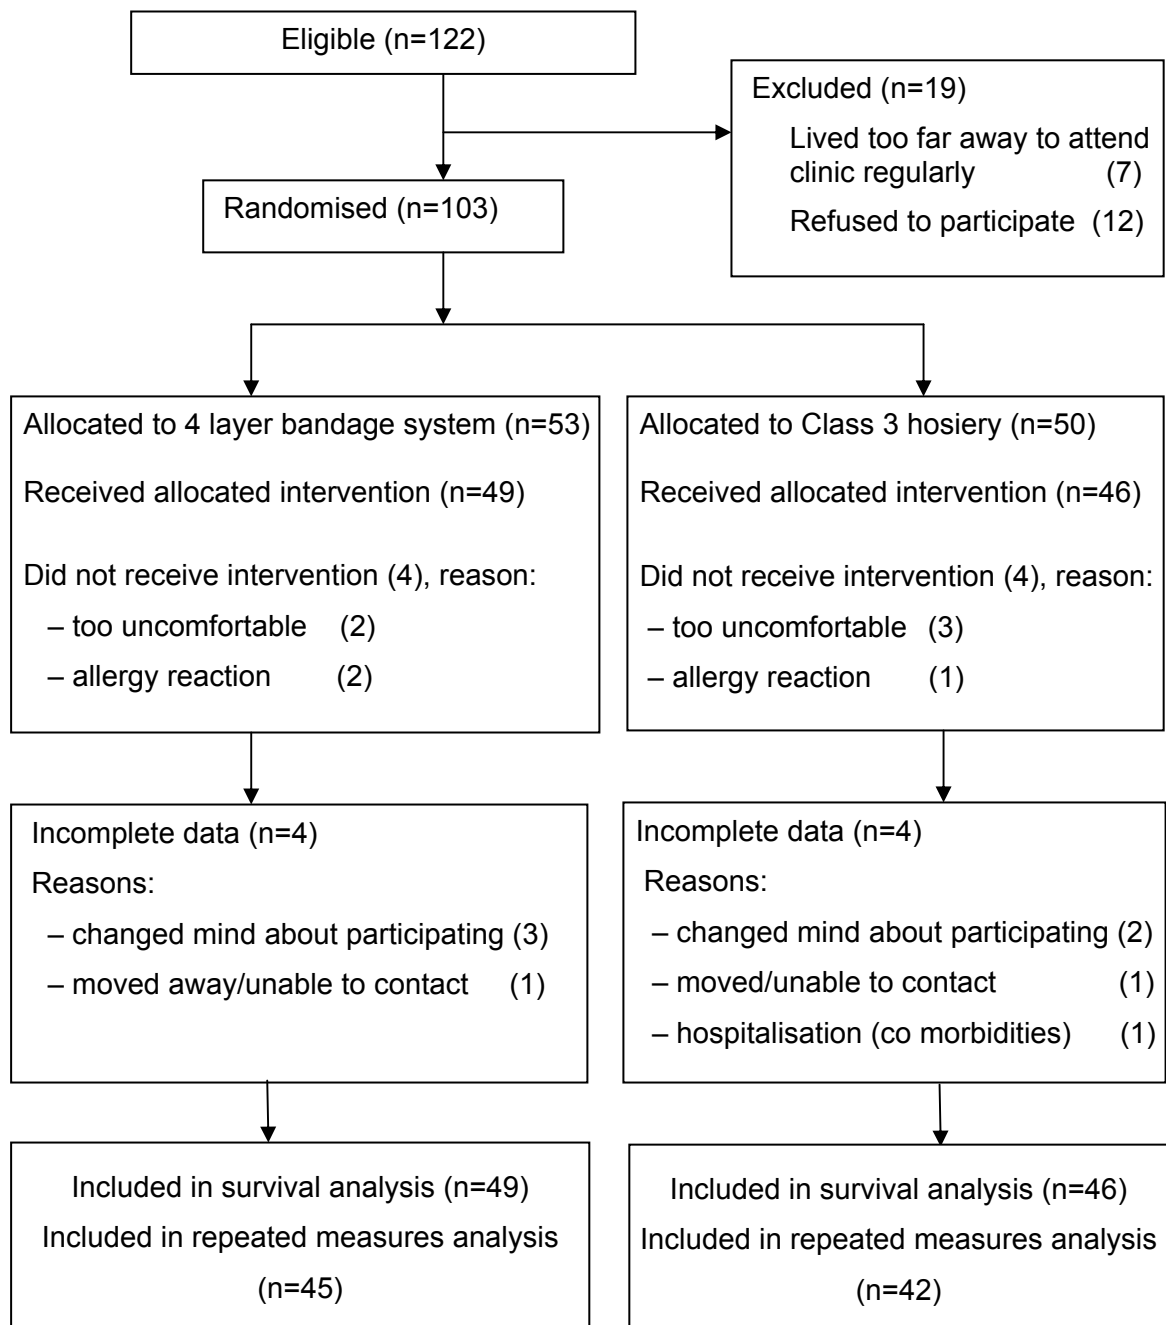 Eligible (n=122)
Excluded (n=19)
Lived too far away to attend
clinic regularly (7)
Refused to participate (12)
Randomised (n=103)
Allocated to 4 layer bandage system (n=53)
Received allocated intervention (n=49)
Did not receive intervention (4), reason:
– too uncomfortable (2)
– allergy reaction (2)
Allocated to Class 3 hosiery (n=50)
Received allocated intervention (n=46)
Did not receive intervention (4), reason:
– too uncomfortable (3)
– allergy reaction (1)
Incomplete data (n=4)
Reasons:
– changed mind about participating (3)
– moved away/unable to contact (1)
Incomplete data (n=4)
Reasons:
– changed mind about participating (2)
– moved/unable to contact (1)
– hospitalisation (co morbidities) (1)
Included in survival analysis (n=49)
Included in repeated measures analysis
(n=45)
Included in survival analysis (n=46)
Included in repeated measures analysis
(n=42)